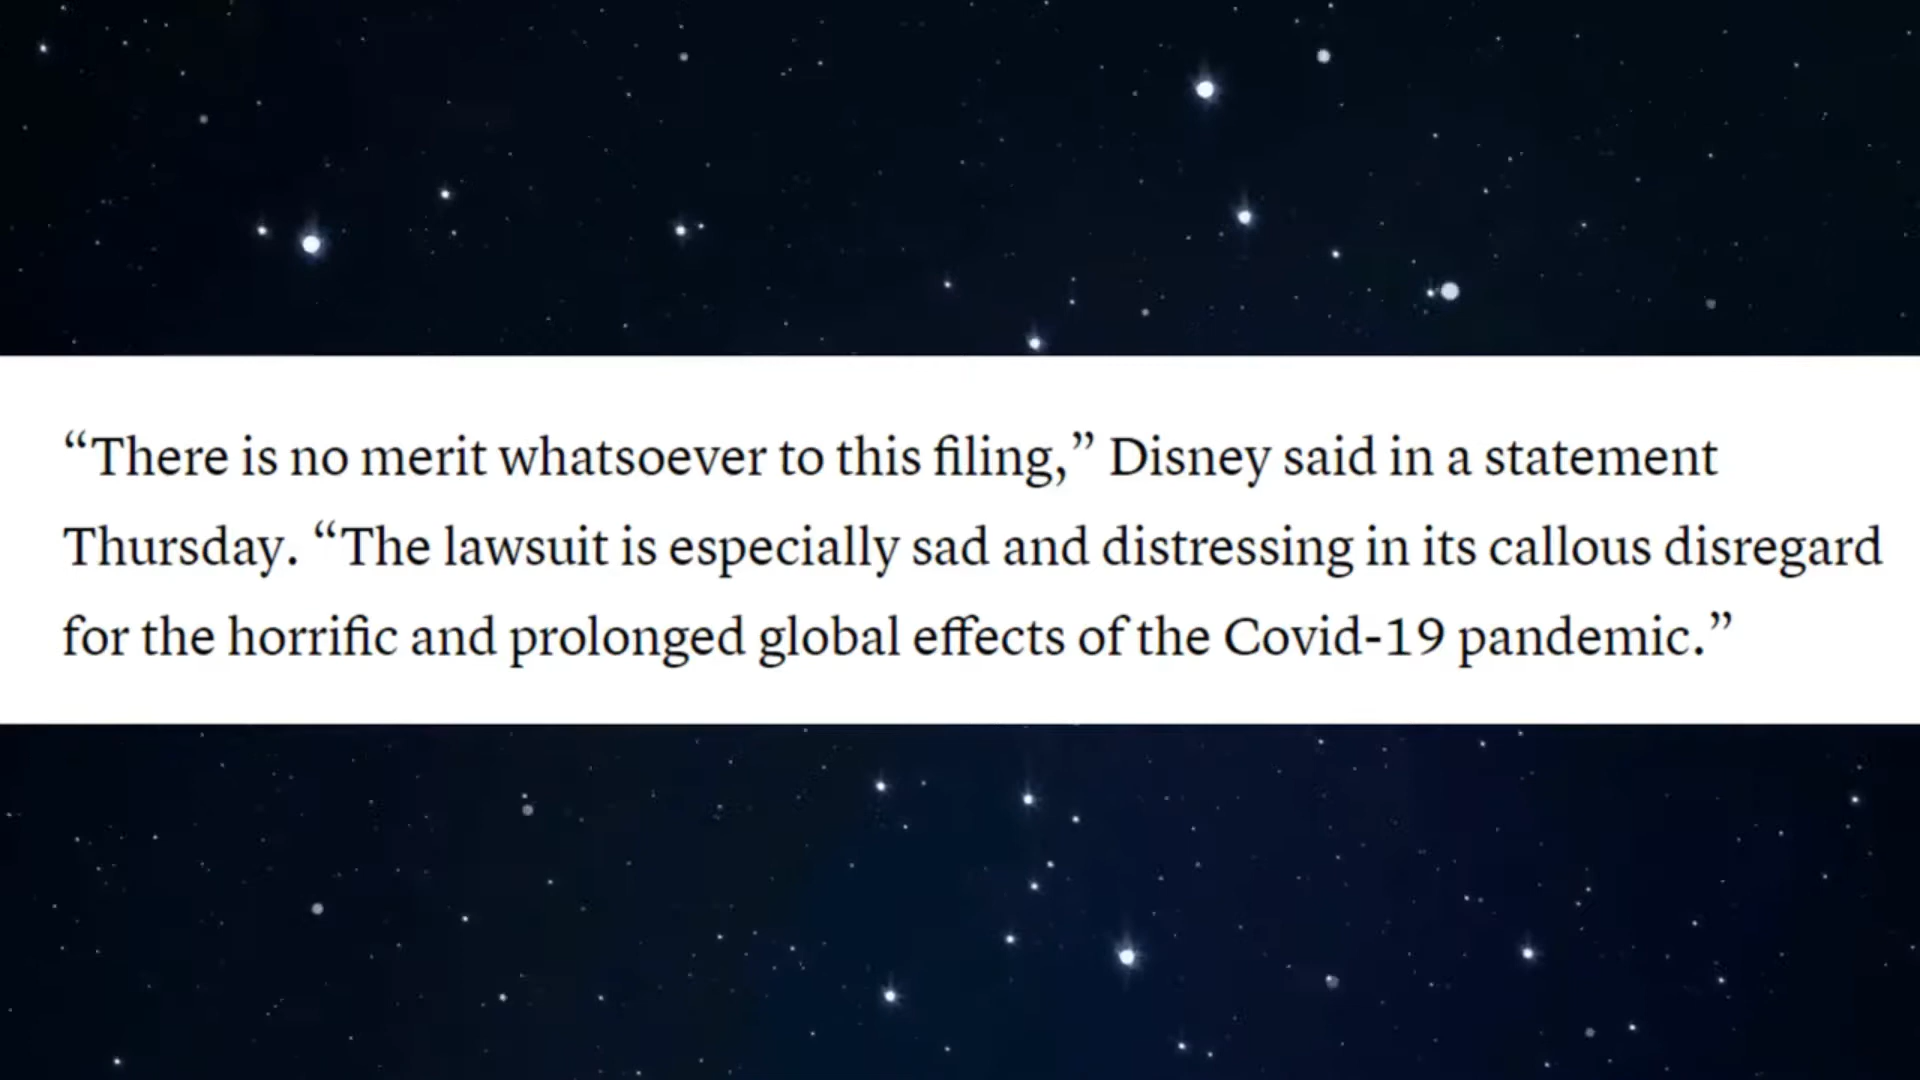 “There is no merit whatsoever to this filing,” Disney said in a statement
Thursday. “The lawsuit is especially sad and distressing in its callous disregard
for the horrific and prolonged global effects of the Covid-19 pandemic.”